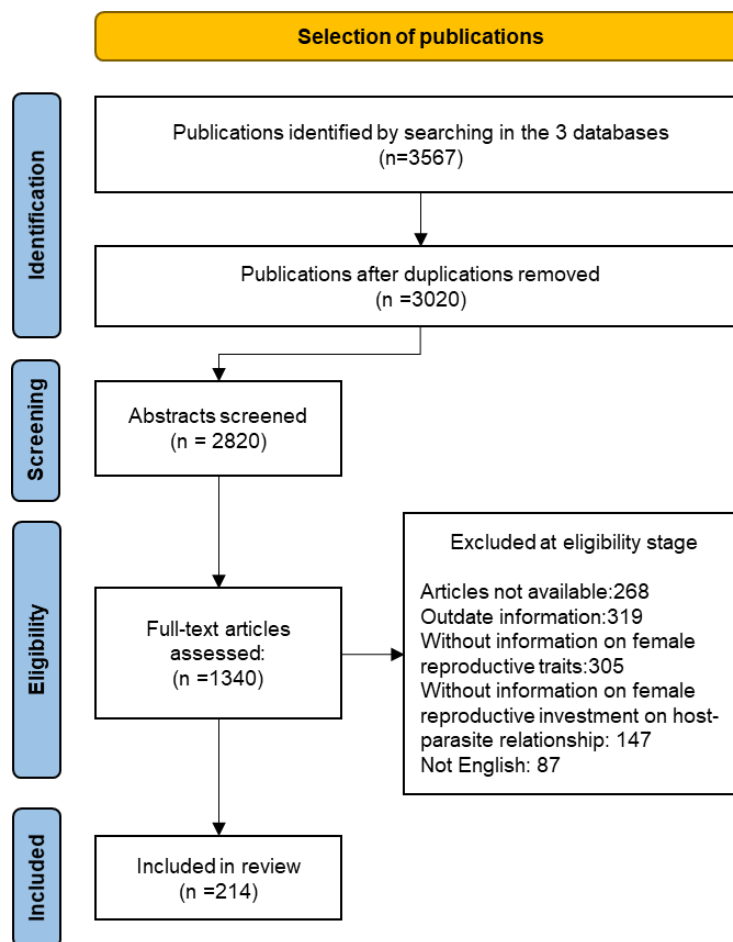 Selection of publications
Identification
Publications identified by searching in the 3 databases
(n=3567)
Publications after duplications removed
(n =3020)
Screening
Abstracts screened
(n = 2820)
Eligibility
Full-text articles
assessed:
(n =1340)
Excluded at eligibility stage
Articles not available:268
Outdate information:319
Without information on female
reproductive traits:305
Without information on female
reproductive investment on host-
parasite relationship: 147
Not English: 87
Included
Included in review
(n =214)